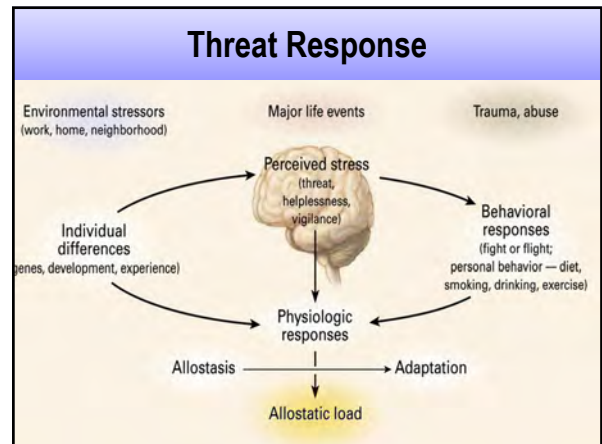 Threat Response
Environmental stressors
(work, home, neighborhood)
Major life events
Trauma, abuse
Perceived stress
(threat,
helplessness,
vigilance)
Individual
differences
genes, development, experience)
Behavioral
responses
(fight or flight;
personal behavior — diet,
smoking, drinking, exercise)
Physiologic
responses
Allostasis
Adaptation
Allostatic load